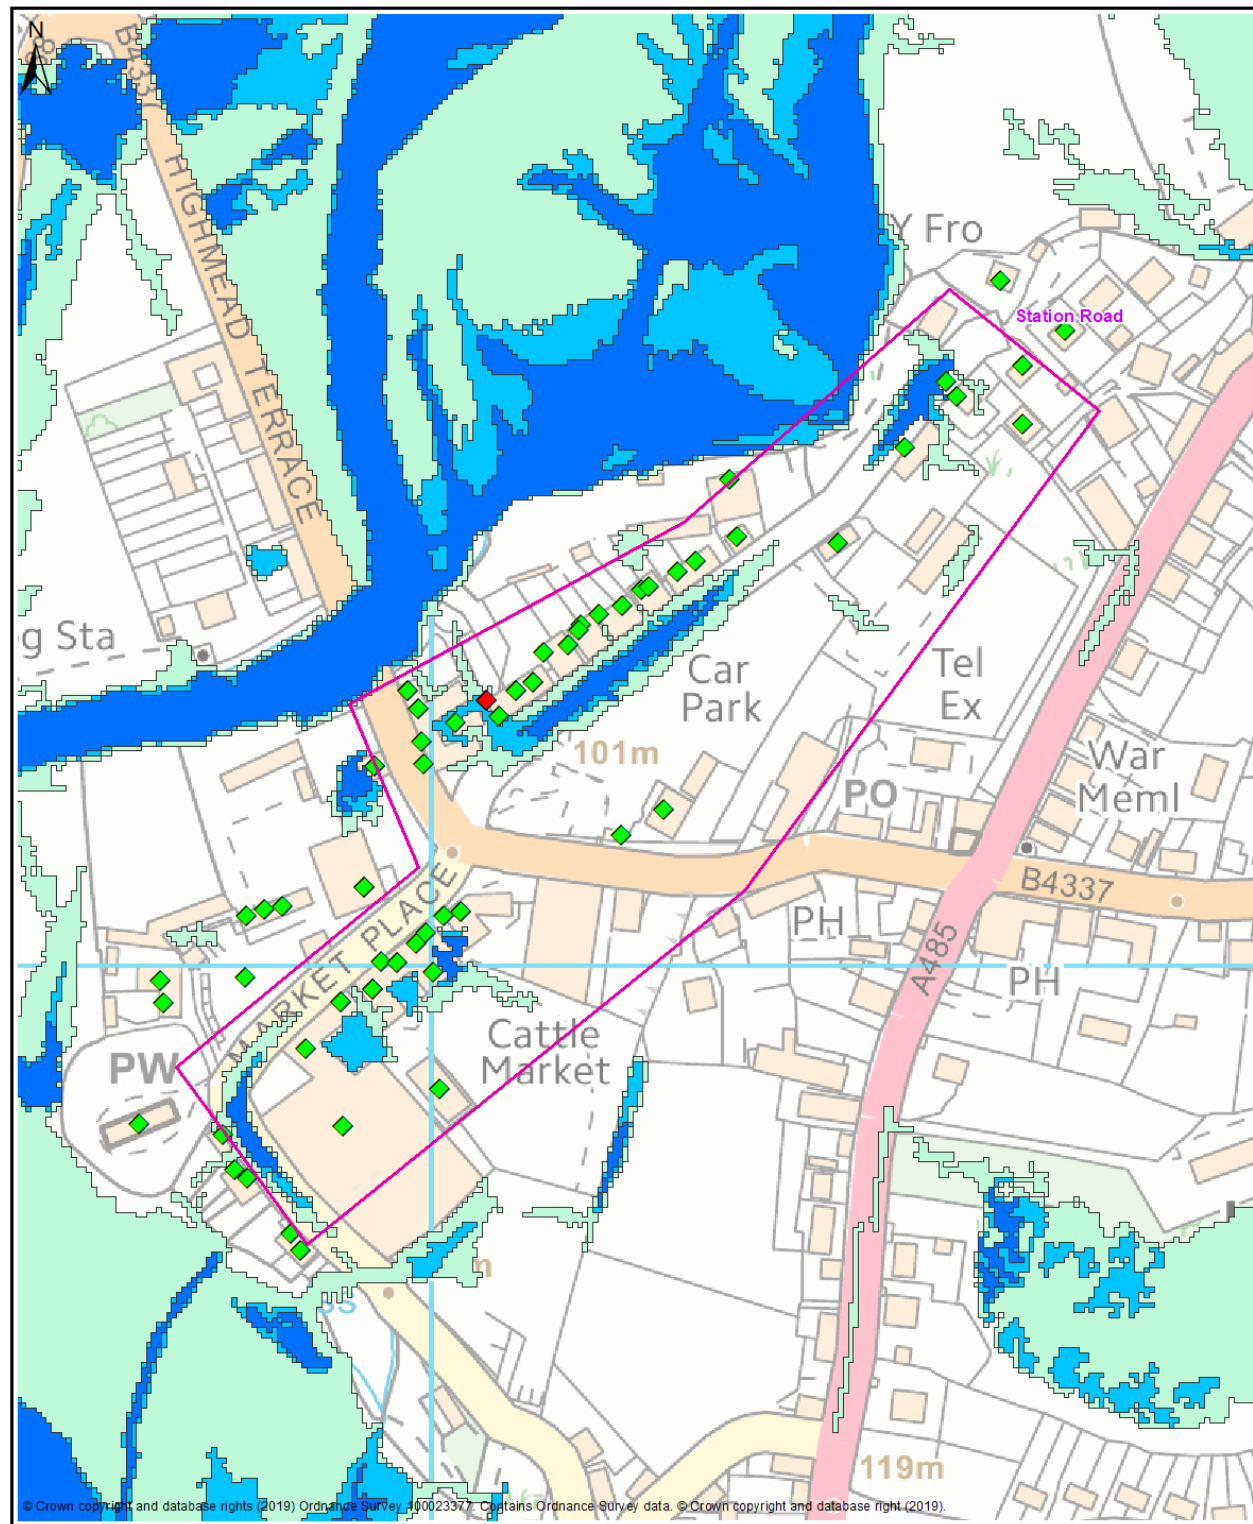 N
B4337
HIGHMEAD TERRACE
Y Fro
Station Road
g Sta
Car
Park
Tel
Ex
101m
War
Meml
PO
B4337
PH
MARKET PLACE
A485
PH
Cattle
Market
PW
119m
© Crown copyright and database rights (2019) Ordnance Survey 100023377. Contains Ordnance Survey data. © Crown copyright and database right (2019).